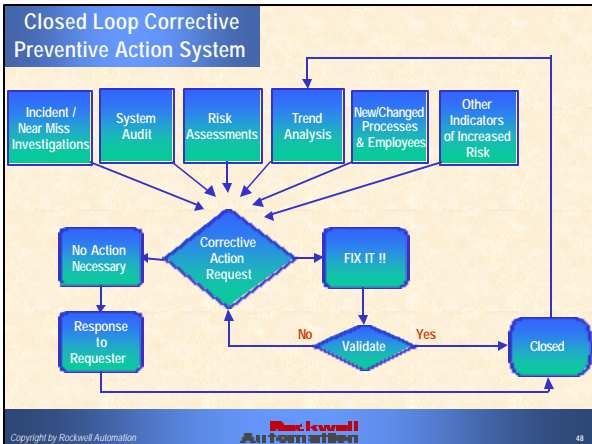 Closed Loop Corrective
Preventive Action System
Incident /
Near Miss
Investigations
System
Audit
Risk
Assessments
Trend
Analysis
New/Changed
Processes
& Employees
Other
Indicators
of Increased
Risk
No Action
Necessary
Corrective
Action
Request
FIX IT !!
Response
to
Requester
No
Validate
Yes
Closed
Copyright by Rockwell Automation
Rockwell
Automation
48